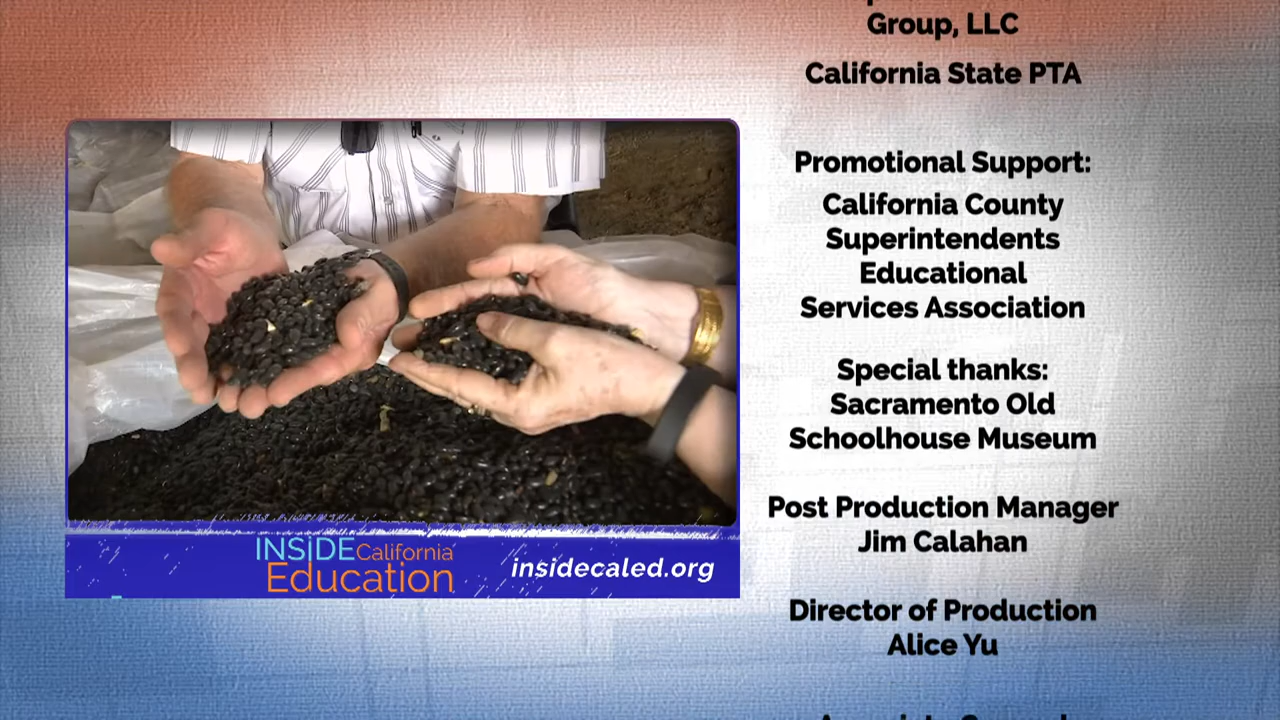 Group, LLC
California State PTA
Promotional Support:
California County
Superintendents
Educational
Services Association
Special thanks:
Sacramento Old
Schoolhouse Museum
Post Production Manager
Jim Calahan
Director of Production
Alice Yu
INSIDE California
Education
insidecaled.org